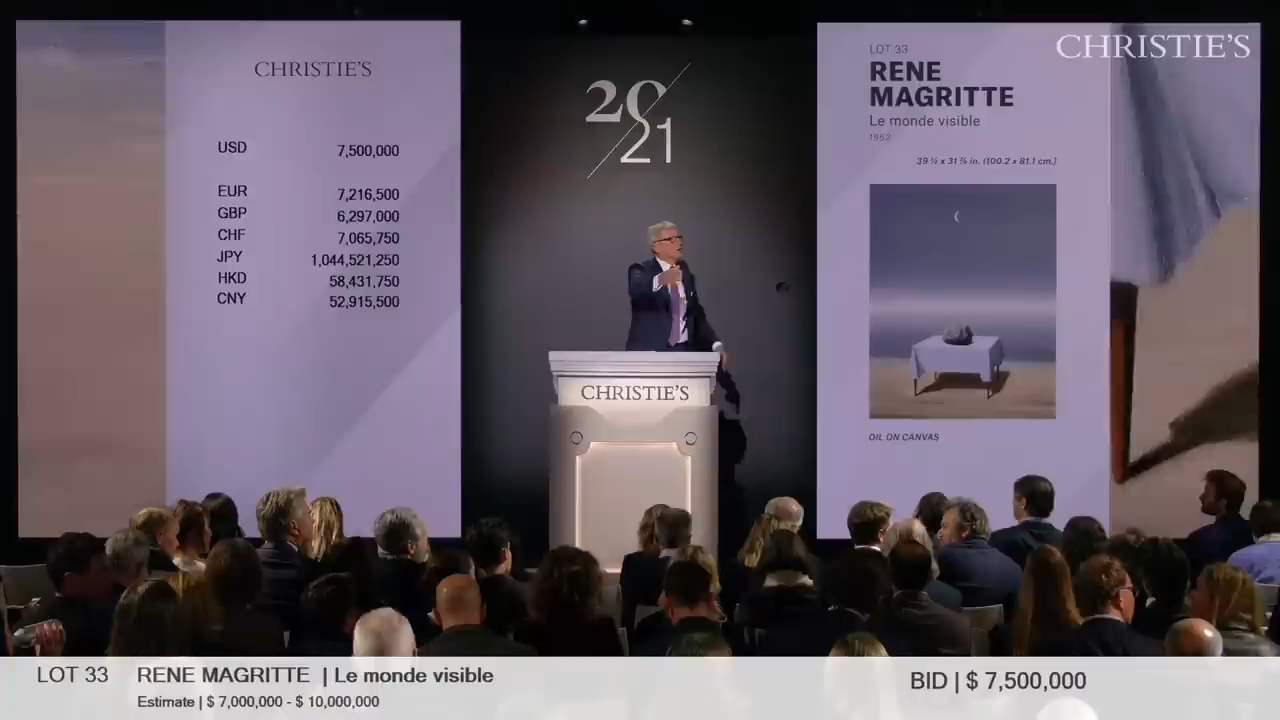 CHRISTIE'S
USD 7,500,000
EUR 7,216,500
GBP 6,297,000
CHF 7,065,750
JPY 1,044,521,250
HKD 58,431,750
CNY 52,915,500
20/21
CHRISTIE'S
CHRISTIE'S
LOT 33
RENE
MAGRITTE
Le monde visible
1952
39 ½ x 31 ⅞ in. (100.2 x 81.1 cm.)
OIL ON CANVAS
LOT 33 RENE MAGRITTE | Le monde visible
Estimate | $ 7,000,000 - $ 10,000,000
BID | $ 7,500,000